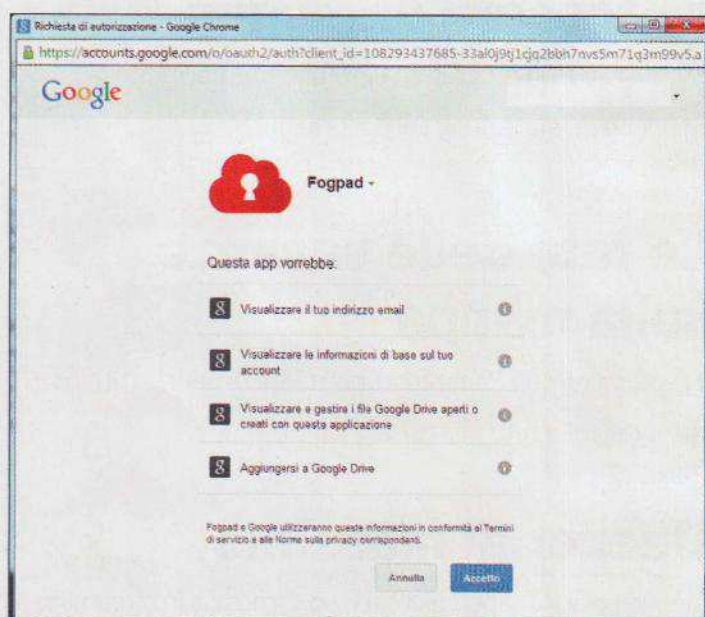 Richiesta di autorizzazione - Google Chrome
https://accounts.google.com/o/oauth2/auth?client_id=108293437685-33al0j9tj1cjq2bbh7nvs5m71q3m99v5.a
Google
Fogpad
Questa app vorrebbe:
Visualizzare il tuo indirizzo email
Visualizzare le informazioni di base sul tuo
account
Visualizzare e gestire i file Google Drive aperti o
creati con questa applicazione
Aggiungersi a Google Drive
Fogpad e Google utilizzeranno queste informazioni in conformità ai Termini
di servizio e alle Norme sulla privacy corrispondenti.
Annulla
Accetto